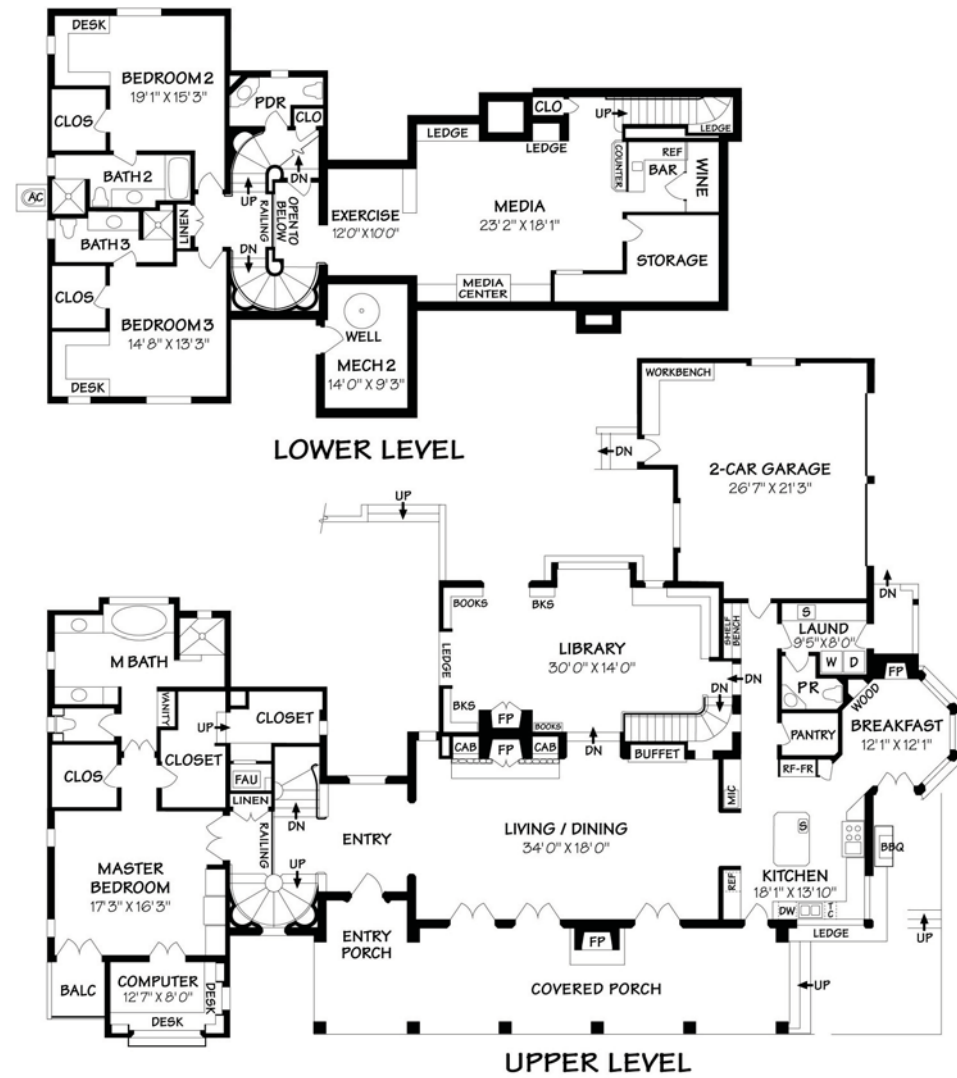 DESK
BEDROOM 2
19'1" X 15'3"
CLOS
PDR
CLO
BATH 2
AC
LINEN
BATH 3
CLOS
BEDROOM 3
14'8" X 13'3"
DESK
UP
DN
RAILING
OPEN TO
BELOW
DN
EXERCISE
12'0" X 10'0"
LEDGE
CLO
LEDGE
UP
LEDGE
COUNTER
REF
BAR
WINE
MEDIA
23'2" X 18'1"
STORAGE
MEDIA
CENTER
WELL
MECH 2
14'0" X 9'3"
LOWER LEVEL
WORKBENCH
DN
2-CAR GARAGE
26'7" X 21'3"
UP
BOOKS
BKS
LIBRARY
30'0" X 14'0"
LEDGE
BKS
FP
BOOKS
SHELF
BENCH
DN
DN
S
LAUND
9'5" X 8'0"
W
D
DN
PR
WOOD
FP
BREAKFAST
12'1" X 12'1"
PANTRY
RF-FR
M BATH
VANITY
UP
CLOSET
CLOS
CLOSET
FAU
LINEN
RAILING
DN
UP
ENTRY
CAB
FP
CAB
DN
BUFFET
MIC
LIVING / DINING
34'0" X 18'0"
S
BBQ
KITCHEN
18'1" X 13'10"
REF
DW
T
C
LEDGE
UP
MASTER
BEDROOM
17'3" X 16'3"
BALC
COMPUTER
12'7" X 8'0"
DESK
DESK
ENTRY
PORCH
FP
COVERED PORCH
UP
UPPER LEVEL